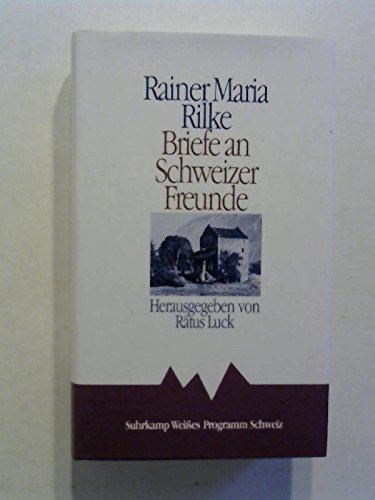 Rainer Maria
Rilke
Briefe an
Schweizer
Freunde
Herausgegeben von
Rätus Luck
Suhrkamp Weißes Programm Schweiz